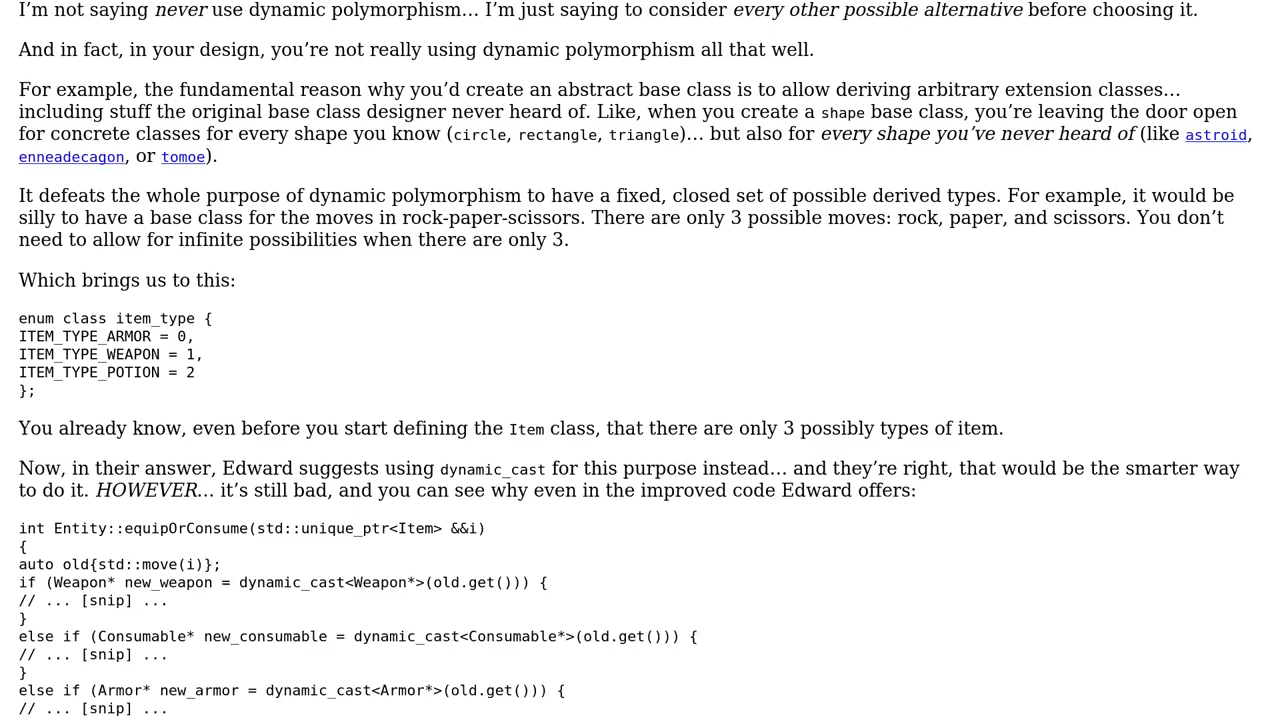 I’m not saying never use dynamic polymorphism… I’m just saying to consider every other possible alternative before choosing it.
And in fact, in your design, you’re not really using dynamic polymorphism all that well.
For example, the fundamental reason why you’d create an abstract base class is to allow deriving arbitrary extension classes…
including stuff the original base class designer never heard of. Like, when you create a shape base class, you’re leaving the door open
for concrete classes for every shape you know (circle, rectangle, triangle)… but also for every shape you’ve never heard of (like astroid,
enneadecagon, or tomoe).
It defeats the whole purpose of dynamic polymorphism to have a fixed, closed set of possible derived types. For example, it would be
silly to have a base class for the moves in rock-paper-scissors. There are only 3 possible moves: rock, paper, and scissors. You don’t
need to allow for infinite possibilities when there are only 3.
Which brings us to this:
enum class item_type {
ITEM_TYPE_ARMOR = 0,
ITEM_TYPE_WEAPON = 1,
ITEM_TYPE_POTION = 2
};
You already know, even before you start defining the Item class, that there are only 3 possibly types of item.
Now, in their answer, Edward suggests using dynamic_cast for this purpose instead… and they’re right, that would be the smarter way
to do it. HOWEVER… it’s still bad, and you can see why even in the improved code Edward offers:
int Entity::equipOrConsume(std::unique_ptr<Item> &&i)
{
auto old{std::move(i)};
if (Weapon* new_weapon = dynamic_cast<Weapon*>(old.get())) {
// ... [snip] ...
}
else if (Consumable* new_consumable = dynamic_cast<Consumable*>(old.get())) {
// ... [snip] ...
}
else if (Armor* new_armor = dynamic_cast<Armor*>(old.get())) {
// ... [snip] ...